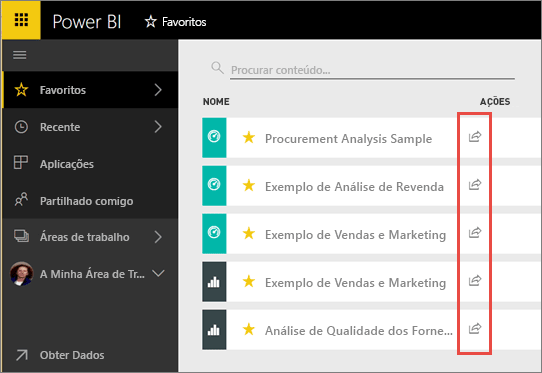 Power BI
Favoritos
Favoritos
Recente
Aplicações
Partilhado comigo
Áreas de trabalho
A Minha Área de Tr...
Obter Dados
Procurar conteúdo...
NOME
AÇÕES
Procurement Analysis Sample
Exemplo de Análise de Revenda
Exemplo de Vendas e Marketing
Exemplo de Vendas e Marketing
Análise de Qualidade dos Forne...